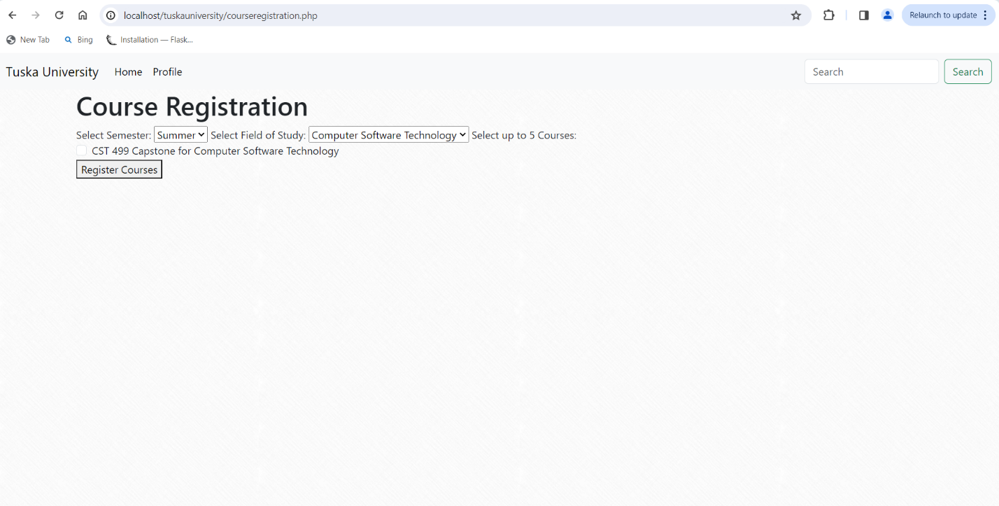 localhost/tuskauniversity/courseregistration.php
Relaunch to update
New Tab
Bing
Installation — Flask...
Tuska University
Home
Profile
Search
Search
Course Registration
Select Semester: Summer Select Field of Study: Computer Software Technology Select up to 5 Courses:
CST 499 Capstone for Computer Software Technology
Register Courses